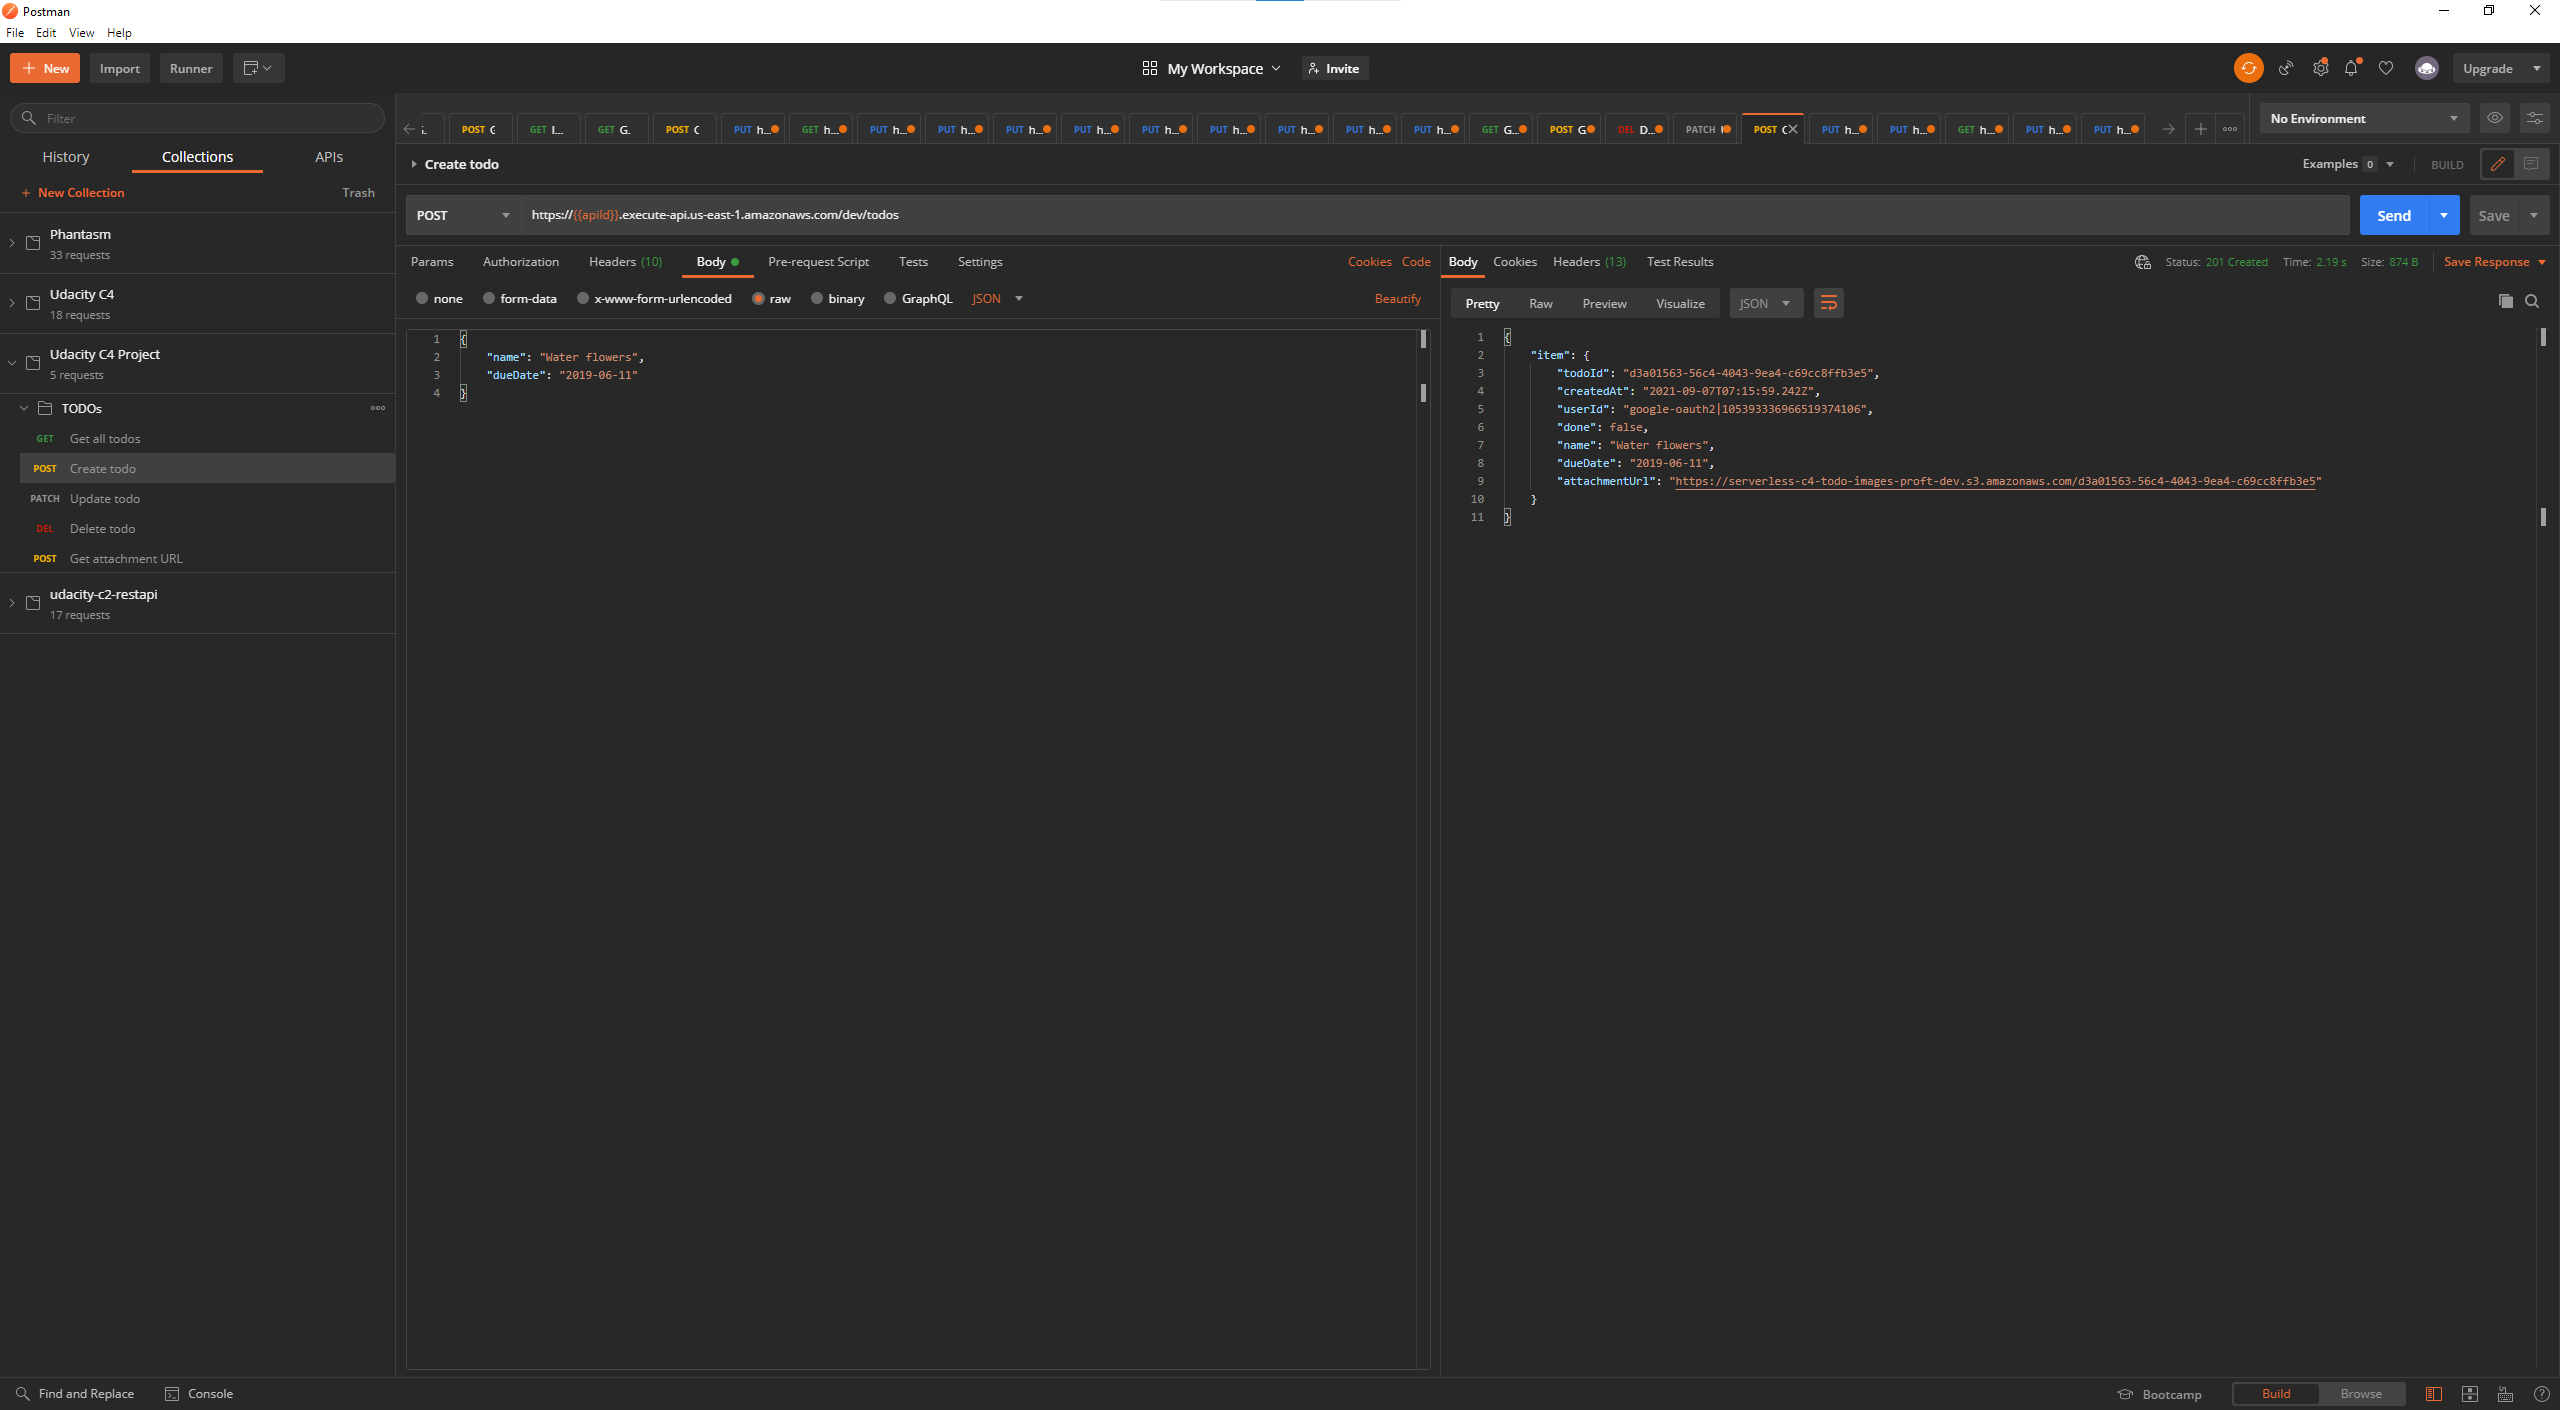 Postman
File Edit View Help
New Import Runner My Workspace Invite Upgrade
Filter
POST G GET I... GET G. POST C PUT h... GET h... PUT h... PUT h... PUT h... PUT h... PUT h... PUT h... PUT h... PUT h... PUT h... GET G... POST G DEL D... PATCH POST C PUT h... PUT h... GET h... PUT h... PUT h...
No Environment
History Collections APIs
New Collection Trash
Phantasm
33 requests
Udacity C4
18 requests
Udacity C4 Project
5 requests
TODOs
GET Get all todos
POST Create todo
PATCH Update todo
DEL Delete todo
POST Get attachment URL
udacity-c2-restapi
17 requests
Create todo
Examples 0 BUILD
POST https://{{apiId}}.execute-api.us-east-1.amazonaws.com/dev/todos Send Save
Params Authorization Headers (10) Body Pre-request Script Tests Settings Cookies Code
none form-data x-www-form-urlencoded raw binary GraphQL JSON Beautify
1 {
2 "name": "Water flowers",
3 "dueDate": "2019-06-11"
4 }
Body Cookies Headers (13) Test Results Status: 201 Created Time: 2.19 s Size: 874 B Save Response
Pretty Raw Preview Visualize JSON
1 {
2 "item": {
3 "todoId": "d3a01563-56c4-4043-9ea4-c69cc8ffb3e5",
4 "createdAt": "2021-09-07T07:15:59.242Z",
5 "userId": "google-oauth2|105393336966519374106",
6 "done": false,
7 "name": "Water flowers",
8 "dueDate": "2019-06-11",
9 "attachmentUrl": "https://serverless-c4-todo-images-proft-dev.s3.amazonaws.com/d3a01563-56c4-4043-9ea4-c69cc8ffb3e5"
10 }
11 }
Find and Replace Console Bootcamp Build Browse